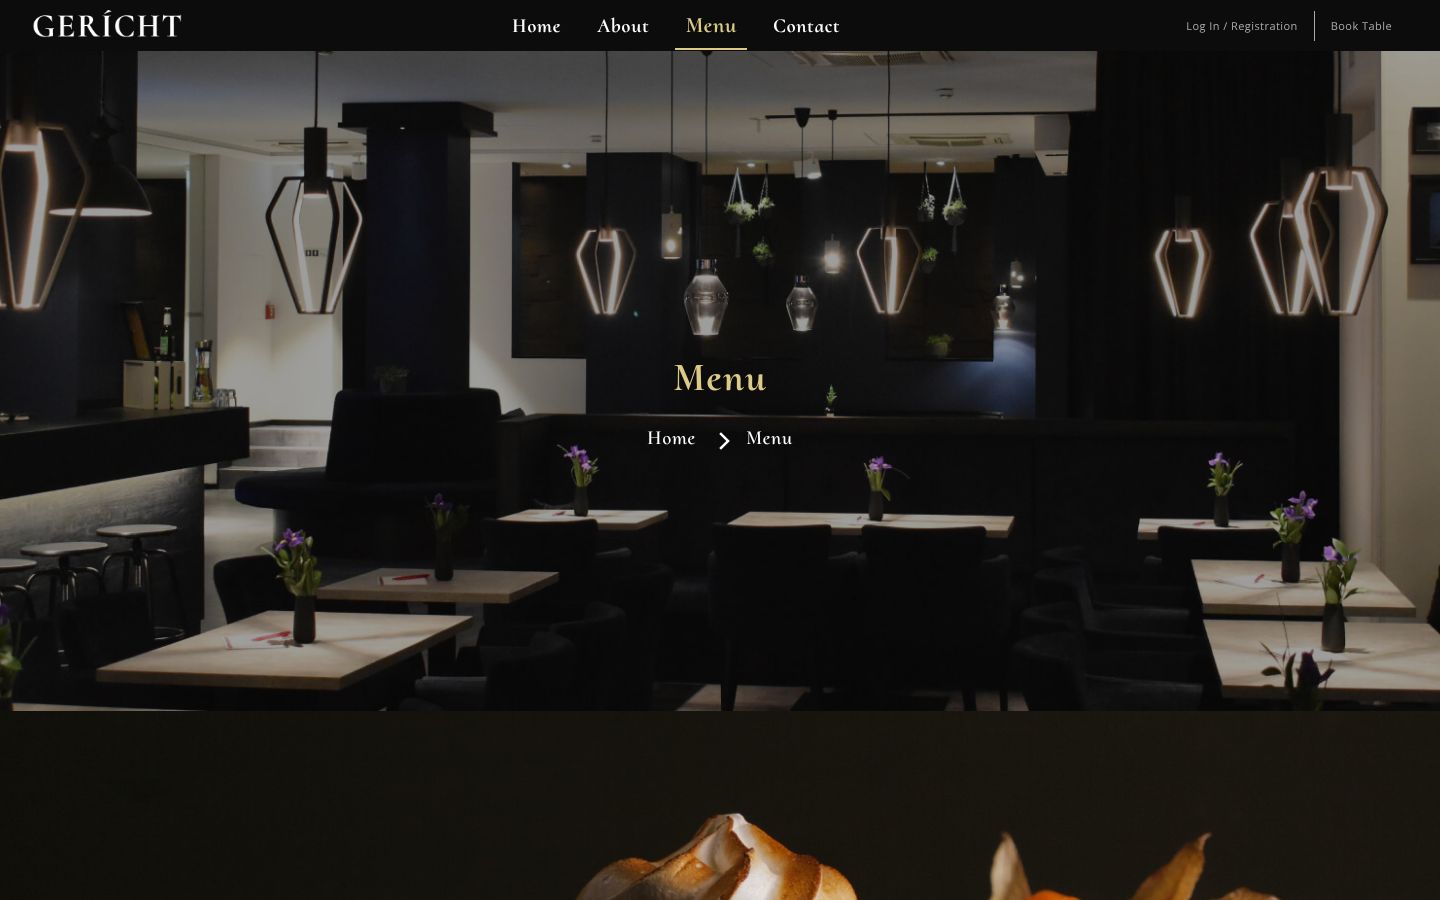 GERÍCHT
Home About Menu Contact
Log In / Registration Book Table
Menu
Home Menu